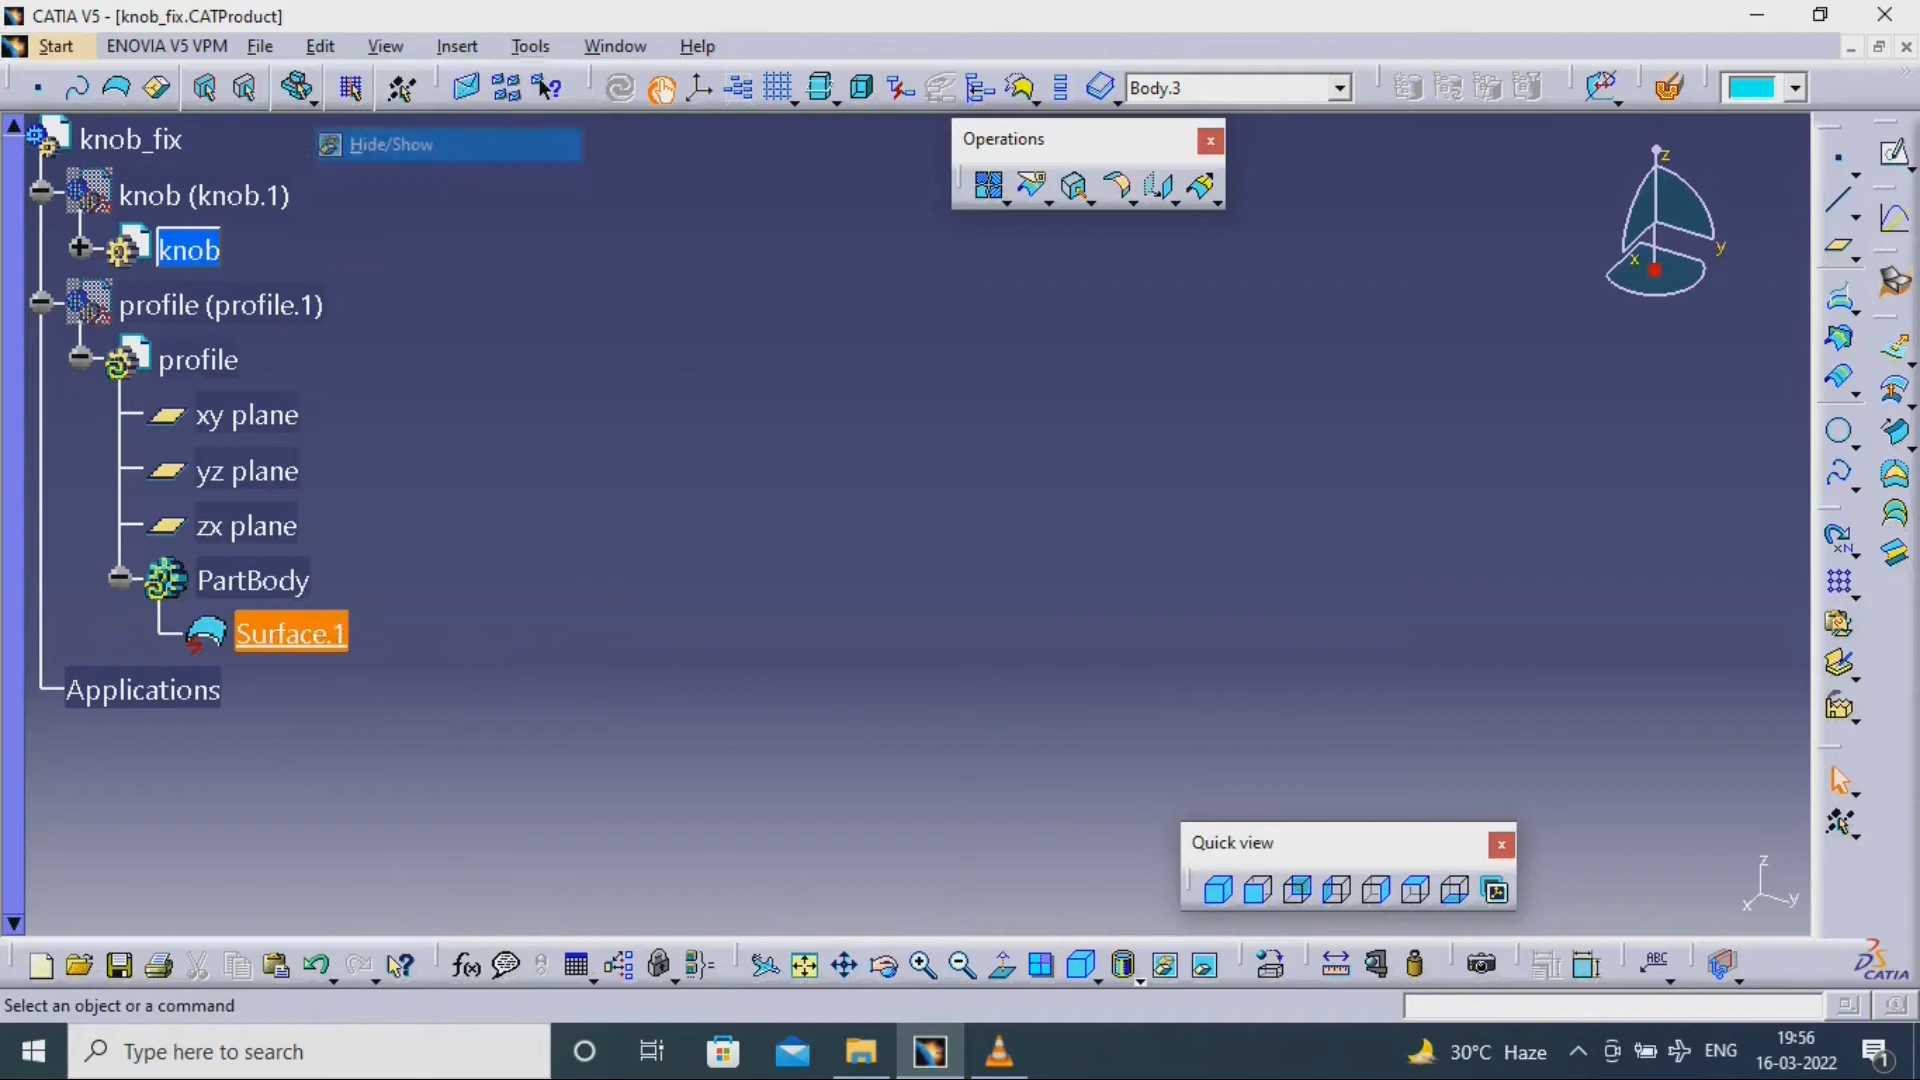 CATIA V5 - [knob_fix.CATProduct]
Start ENOVIA V5 VPM File Edit View Insert Tools Window Help
Body.3
knob_fix
Hide/Show
Operations
knob (knob.1)
knob
profile (profile.1)
profile
xy plane
yz plane
zx plane
PartBody
Surface.1
Applications
z
y
x
Quick view
z
x y
f(x)
ABC
CATIA
Select an object or a command
Type here to search
30°C Haze
ENG
19:56
16-03-2022
1